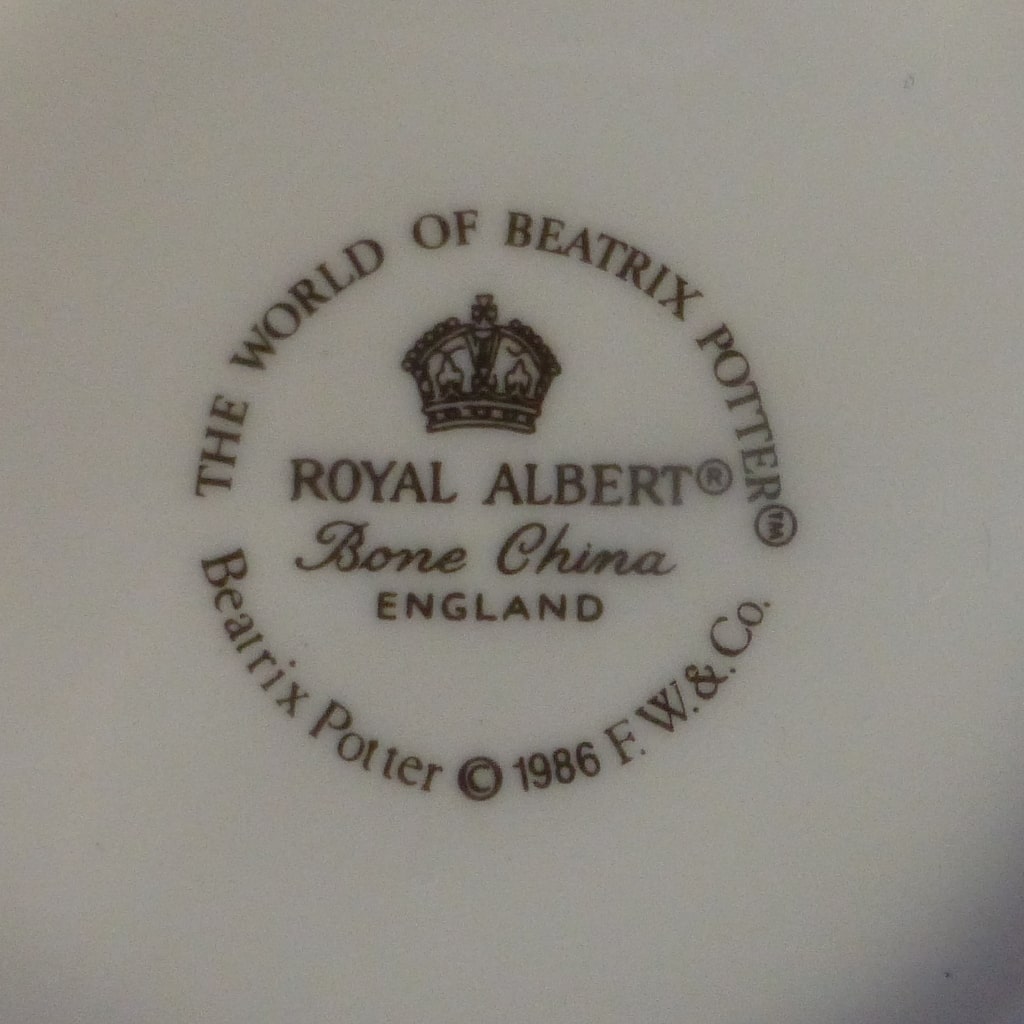 THE WORLD OF BEATRIX POTTER™
ROYAL ALBERT®
Bone China
ENGLAND
Beatrix Potter © 1986 F.W.&.Co.